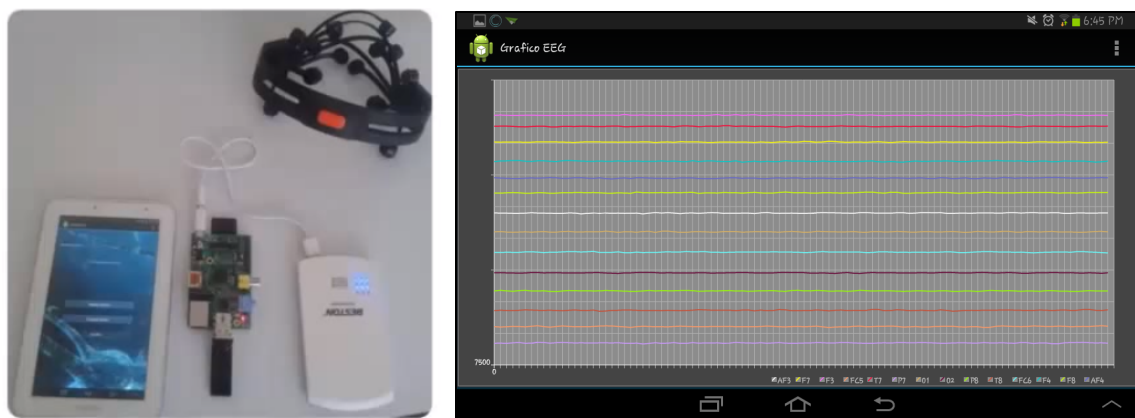 BESTON
6:45 PM
Grafico EEG
7500
0
AF3 F7 F3 FC5 T7 P7 O1 O2 P8 T8 FC6 F4 F8 AF4